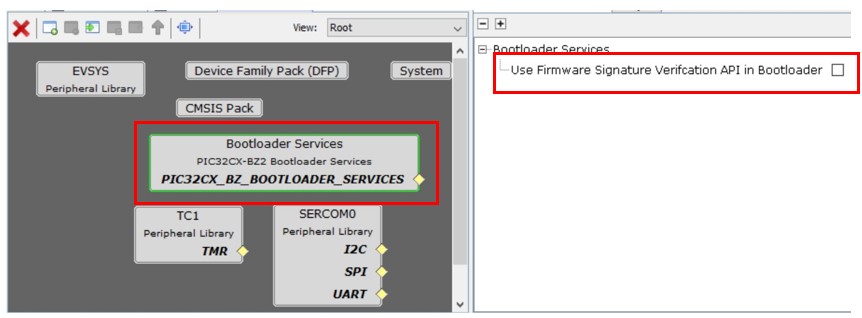 View: Root
EVSYS
Peripheral Library
Device Family Pack (DFP)
System
CMSIS Pack
Bootloader Services
PIC32CX-BZ2 Bootloader Services
PIC32CX_BZ_BOOTLOADER_SERVICES
TC1
Peripheral Library
TMR
SERCOM0
Peripheral Library
I2C
SPI
UART
Bootloader Services
Use Firmware Signature Verifcation API in Bootloader